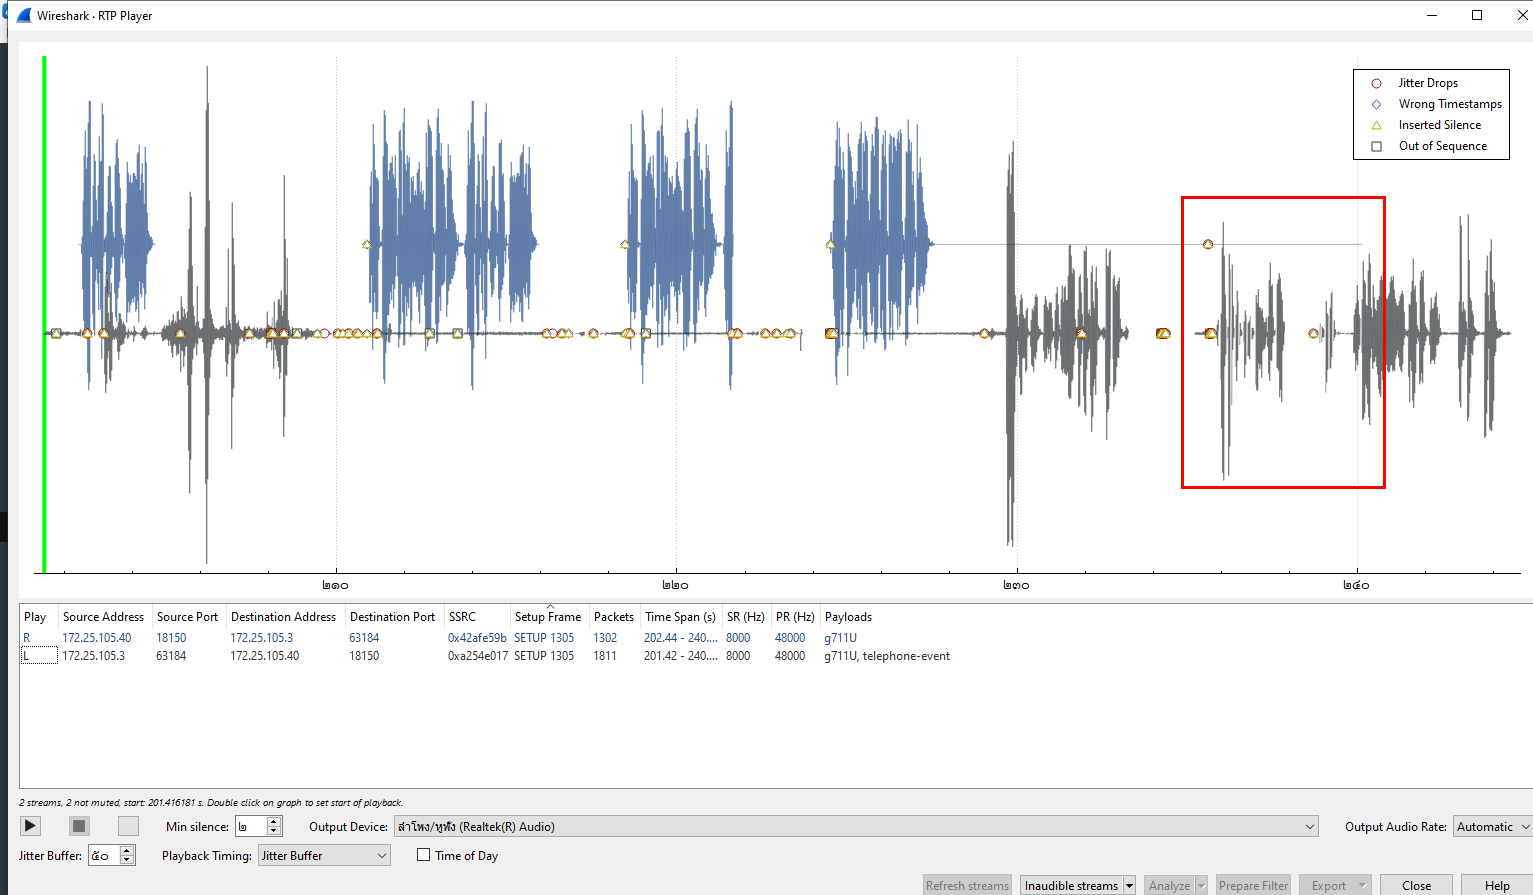 Wireshark · RTP Player
Jitter Drops
Wrong Timestamps
Inserted Silence
Out of Sequence
๒๑๐ ๒๒๐ ๒๓๐ ๒๔๐
Play Source Address Source Port Destination Address Destination Port SSRC Setup Frame Packets Time Span (s) SR (Hz) PR (Hz) Payloads
R 172.25.105.40 18150 172.25.105.3 63184 0x42afe59b SETUP 1305 1302 202.44 - 240.... 8000 48000 g711U
L 172.25.105.3 63184 172.25.105.40 18150 0xa254e017 SETUP 1305 1811 201.42 - 240.... 8000 48000 g711U, telephone-event
2 streams, 2 not muted, start: 201.416181 s. Double click on graph to set start of playback.
Min silence: ๒ Output Device: ลำโพง/หูฟัง (Realtek(R) Audio) Output Audio Rate: Automatic
Jitter Buffer: ๕๐ Playback Timing: Jitter Buffer Time of Day
Refresh streams Inaudible streams Analyze Prepare Filter Export Close Help